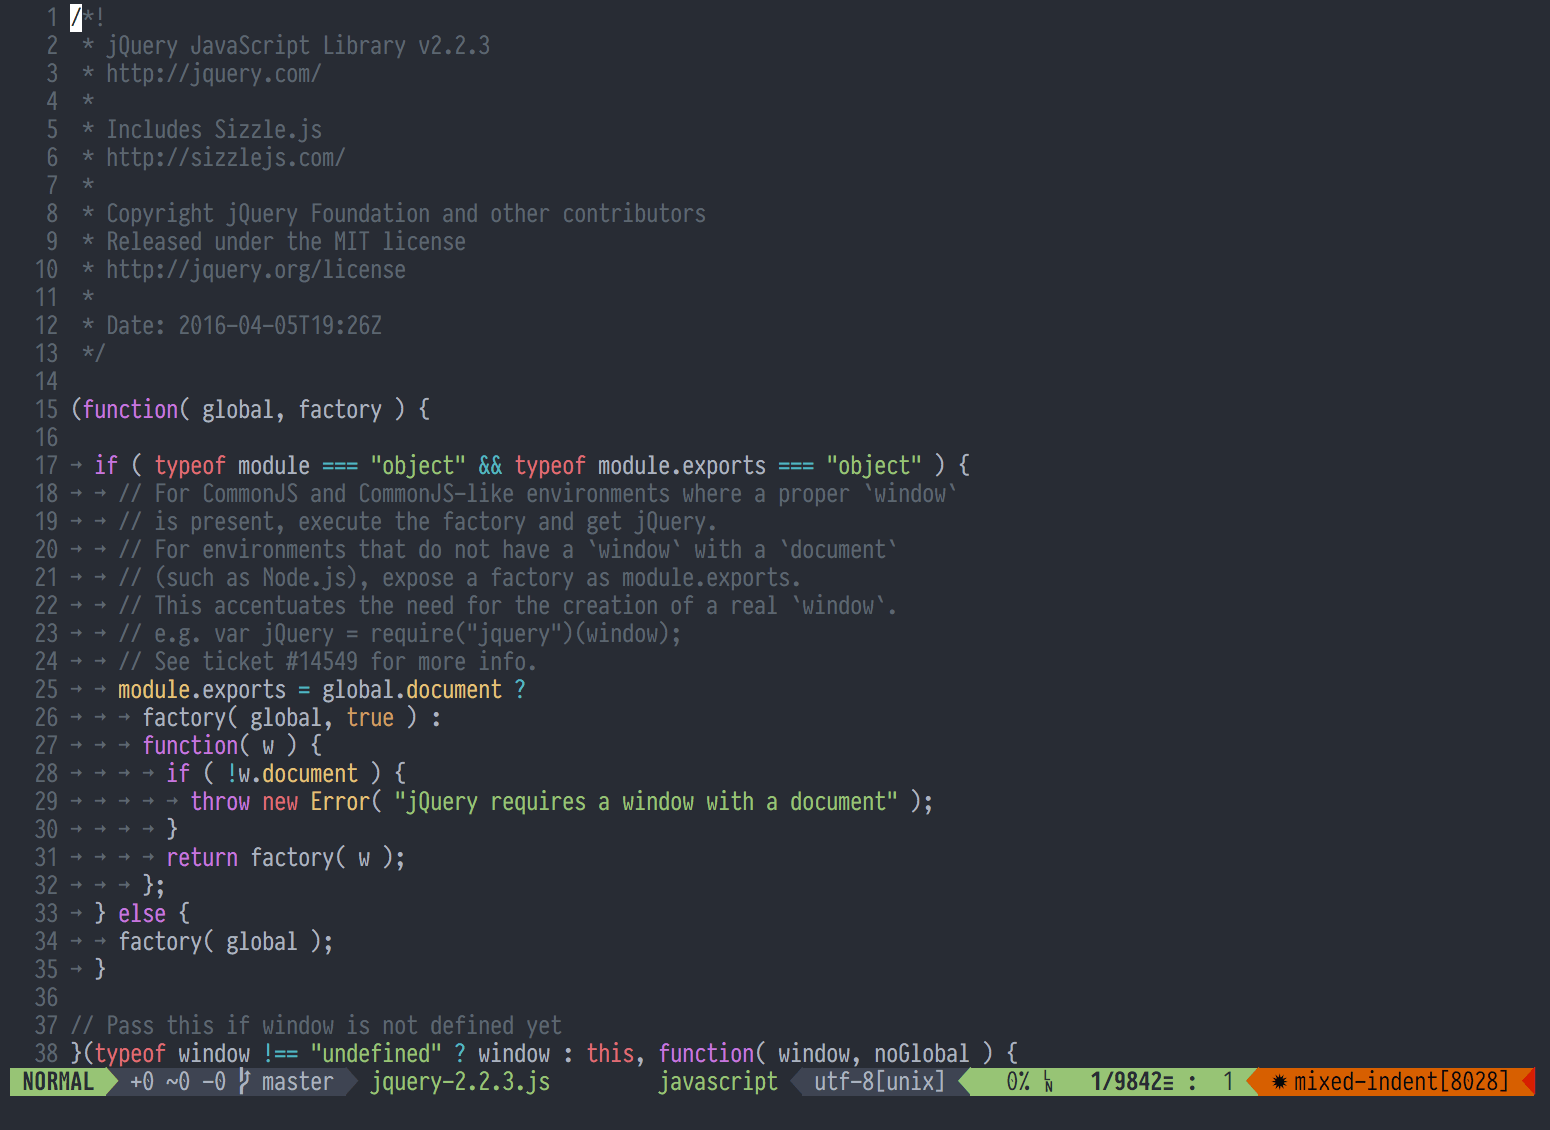 1 /*!
2  * jQuery JavaScript Library v2.2.3
3  * http://jquery.com/
4  *
5  * Includes Sizzle.js
6  * http://sizzlejs.com/
7  *
8  * Copyright jQuery Foundation and other contributors
9  * Released under the MIT license
10  * http://jquery.org/license
11  *
12  * Date: 2016-04-05T19:26Z
13  */
14
15 (function( global, factory ) {
16
17 → if ( typeof module === "object" && typeof module.exports === "object" ) {
18 → → // For CommonJS and CommonJS-like environments where a proper `window`
19 → → // is present, execute the factory and get jQuery.
20 → → // For environments that do not have a `window` with a `document`
21 → → // (such as Node.js), expose a factory as module.exports.
22 → → // This accentuates the need for the creation of a real `window`.
23 → → // e.g. var jQuery = require("jquery")(window);
24 → → // See ticket #14549 for more info.
25 → → module.exports = global.document ?
26 → → → factory( global, true ) :
27 → → → function( w ) {
28 → → → → if ( !w.document ) {
29 → → → → → throw new Error( "jQuery requires a window with a document" );
30 → → → → }
31 → → → → return factory( w );
32 → → → };
33 → } else {
34 → → factory( global );
35 → }
36
37 // Pass this if window is not defined yet
38 }(typeof window !== "undefined" ? window : this, function( window, noGlobal ) {
NORMAL +0 ~0 -0 master jquery-2.2.3.js javascript utf-8[unix] 0% LN 1/9842≡ : 1 ✹ mixed-indent[8028]